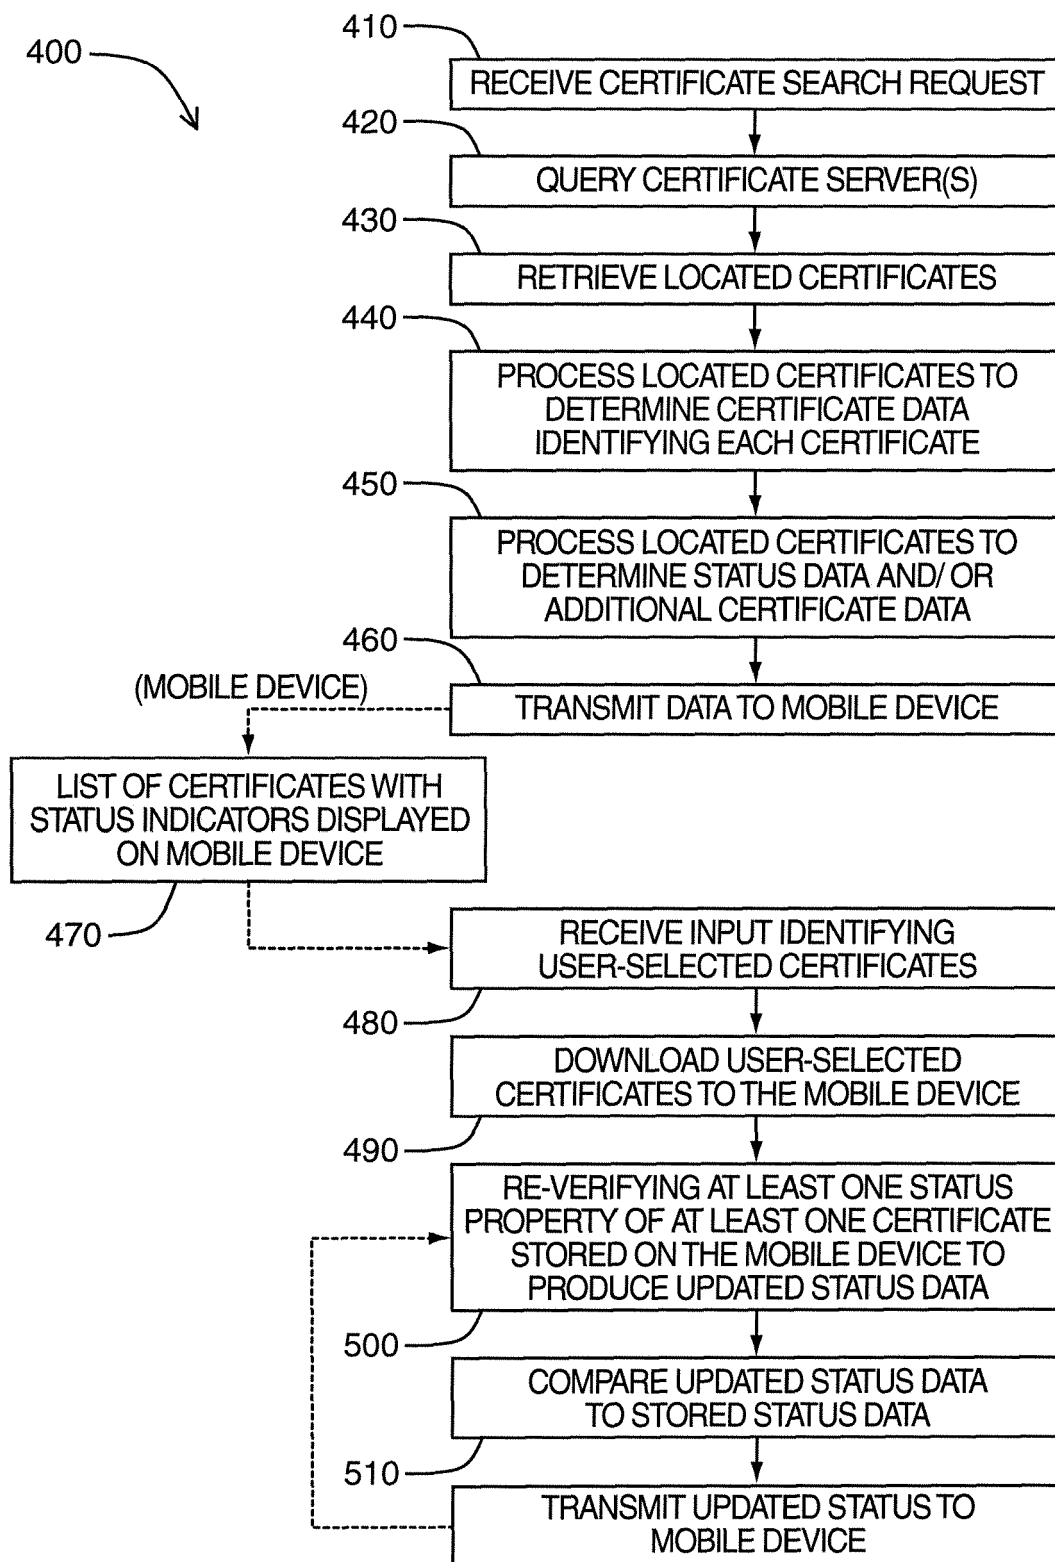 400
410
RECEIVE CERTIFICATE SEARCH REQUEST
420
QUERY CERTIFICATE SERVER(S)
430
RETRIEVE LOCATED CERTIFICATES
440
PROCESS LOCATED CERTIFICATES TO
DETERMINE CERTIFICATE DATA
IDENTIFYING EACH CERTIFICATE
450
PROCESS LOCATED CERTIFICATES TO
DETERMINE STATUS DATA AND/ OR
ADDITIONAL CERTIFICATE DATA
460
(MOBILE DEVICE)
TRANSMIT DATA TO MOBILE DEVICE
LIST OF CERTIFICATES WITH
STATUS INDICATORS DISPLAYED
ON MOBILE DEVICE
470
RECEIVE INPUT IDENTIFYING
USER-SELECTED CERTIFICATES
480
DOWNLOAD USER-SELECTED
CERTIFICATES TO THE MOBILE DEVICE
490
RE-VERIFYING AT LEAST ONE STATUS
PROPERTY OF AT LEAST ONE CERTIFICATE
STORED ON THE MOBILE DEVICE TO
PRODUCE UPDATED STATUS DATA
500
COMPARE UPDATED STATUS DATA
TO STORED STATUS DATA
510
TRANSMIT UPDATED STATUS TO
MOBILE DEVICE